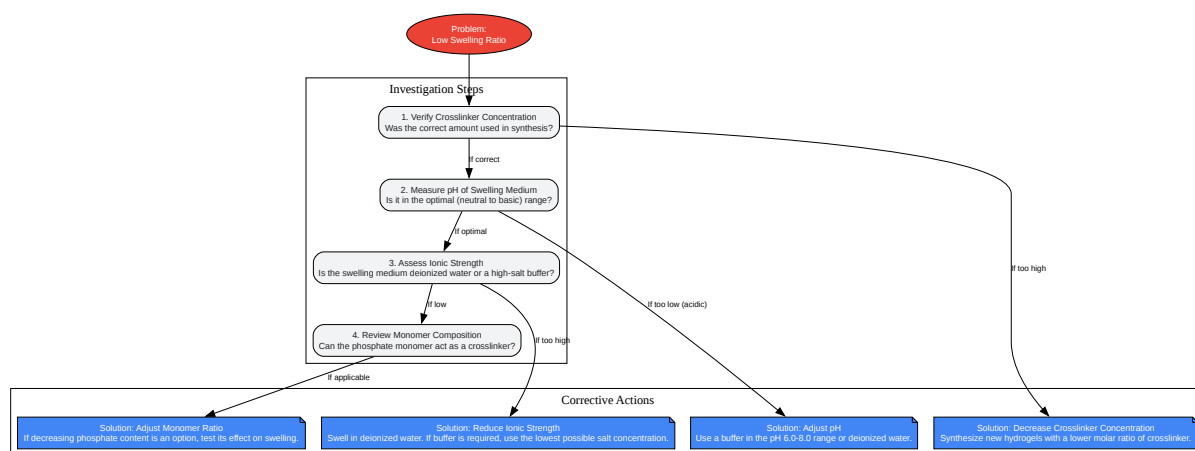 Problem:
Low Swelling Ratio
Investigation Steps
1. Verify Crosslinker Concentration
Was the correct amount used in synthesis?
If correct
2. Measure pH of Swelling Medium
Is it in the optimal (neutral to basic) range?
If optimal
3. Assess Ionic Strength
Is the swelling medium deionized water or a high-salt buffer?
If too high
If low
If too low (acidic)
4. Review Monomer Composition
Can the phosphate monomer act as a crosslinker?
If too high
If applicable
Corrective Actions
Solution: Adjust Monomer Ratio
If decreasing phosphate content is an option, test its effect on swelling.
Solution: Reduce Ionic Strength
Swell in deionized water. If buffer is required, use the lowest possible salt concentration.
Solution: Adjust pH
Use a buffer in the pH 6.0-8.0 range or deionized water.
Solution: Decrease Crosslinker Concentration
Synthesize new hydrogels with a lower molar ratio of crosslinker.